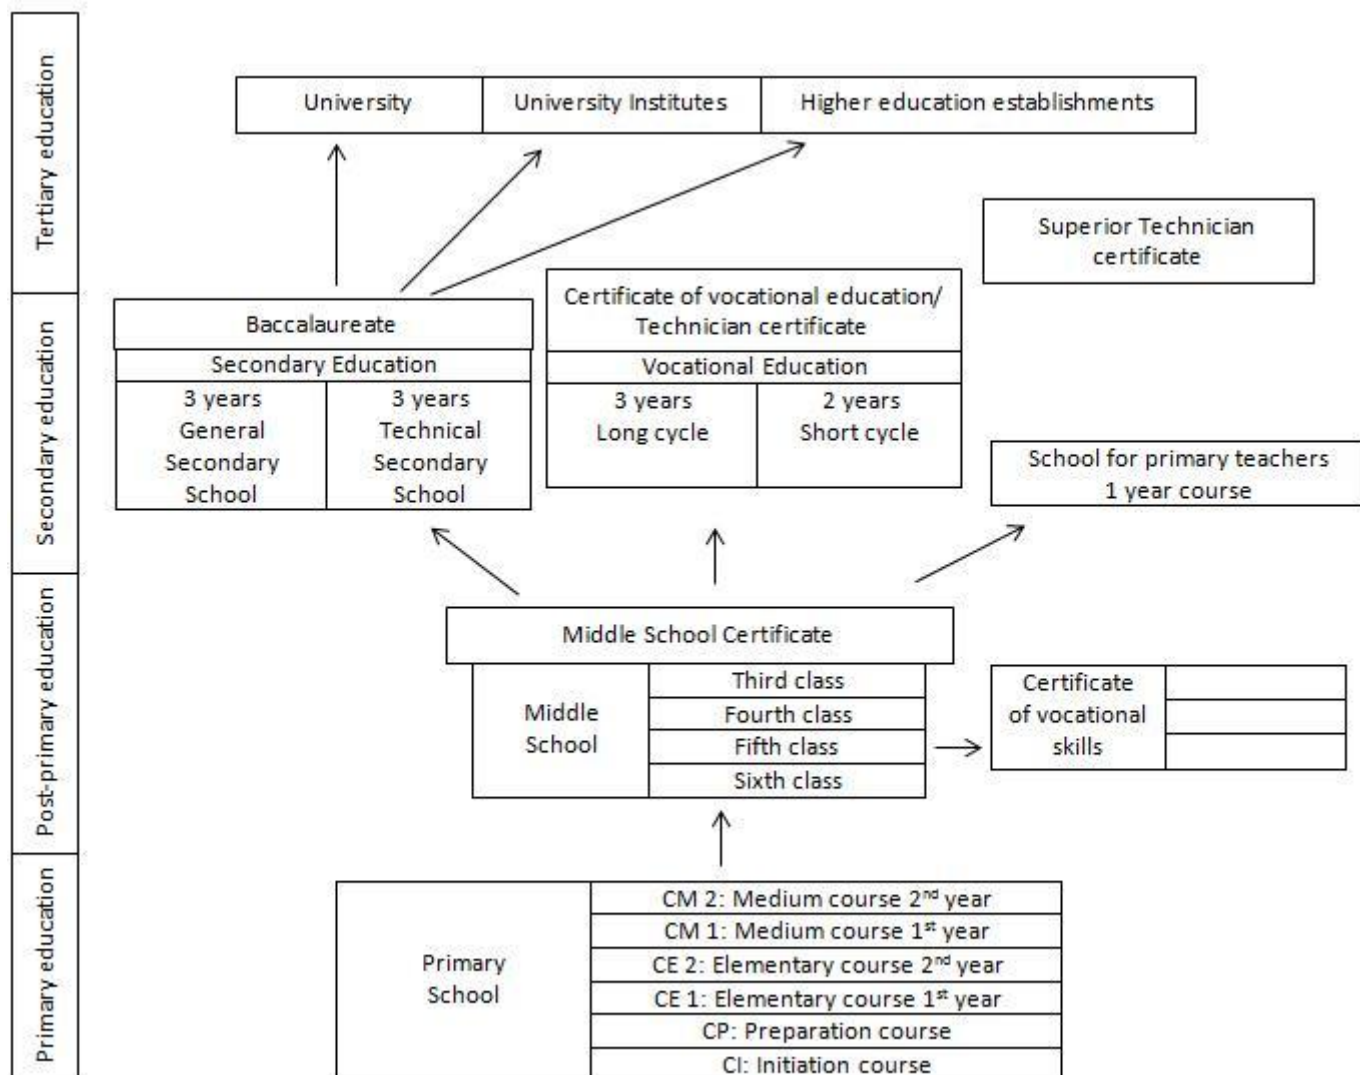 Tertiary education
University
University Institutes
Higher education establishments
Superior Technician
certificate
Secondary education
Baccalaureate
Secondary Education
3 years
General
Secondary
School
3 years
Technical
Secondary
School
Certificate of vocational education/
Technician certificate
Vocational Education
3 years
Long cycle
2 years
Short cycle
School for primary teachers
1 year course
Post-primary education
Middle School Certificate
Middle
School
Third class
Fourth class
Fifth class
Sixth class
Certificate
of vocational
skills
Primary education
Primary
School
CM 2: Medium course 2nd year
CM 1: Medium course 1st year
CE 2: Elementary course 2nd year
CE 1: Elementary course 1st year
CP: Preparation course
CI: Initiation course